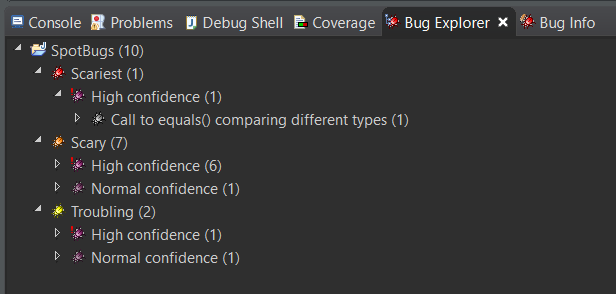 Console Problems Debug Shell Coverage Bug Explorer Bug Info
SpotBugs (10)
Scariest (1)
High confidence (1)
Call to equals() comparing different types (1)
Scary (7)
High confidence (6)
Normal confidence (1)
Troubling (2)
High confidence (1)
Normal confidence (1)